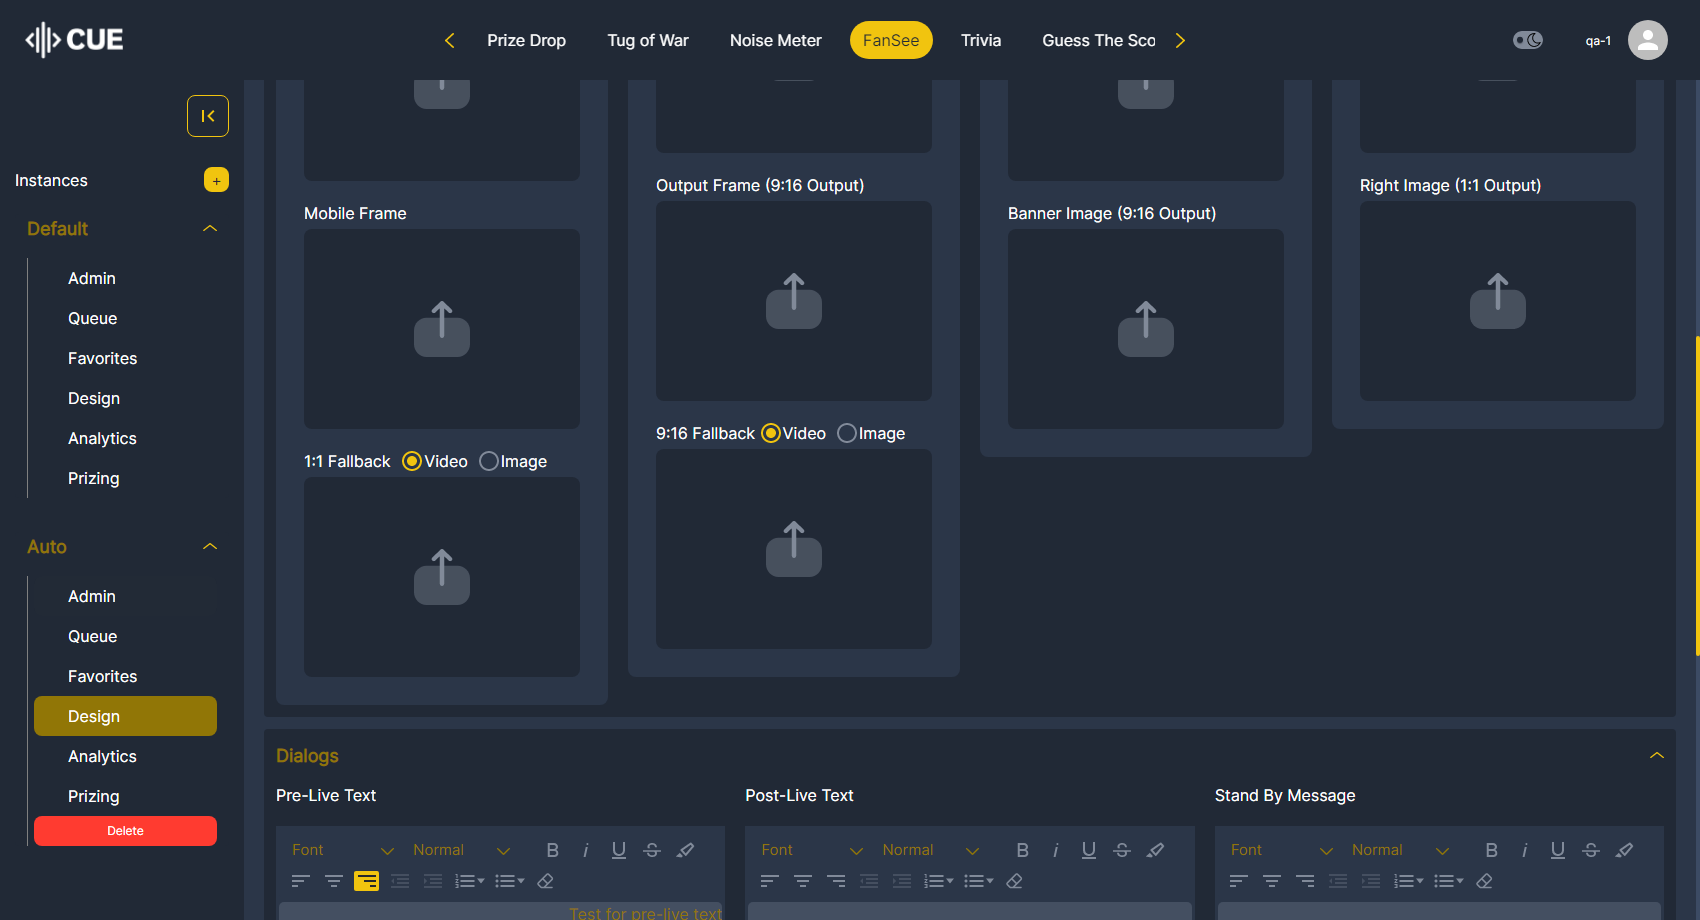 CUE
Prize Drop
Tug of War
Noise Meter
FanSee
Trivia
Guess The Sco
qa-1
Instances
+
Default
Admin
Queue
Favorites
Design
Analytics
Prizing
Auto
Admin
Queue
Favorites
Design
Analytics
Prizing
Delete
Mobile Frame
1:1 Fallback Video Image
Output Frame (9:16 Output)
9:16 Fallback Video Image
Banner Image (9:16 Output)
Right Image (1:1 Output)
Dialogs
Pre-Live Text
Font Normal B i U S
Test for pre-live text
Post-Live Text
Font Normal B i U S
Stand By Message
Font Normal B i U S